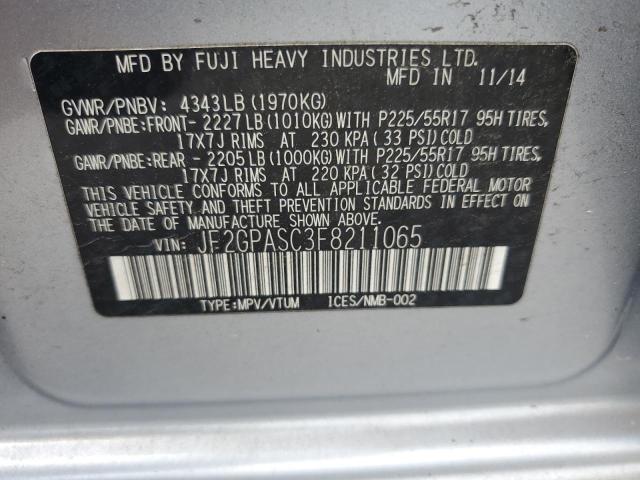 MFD BY FUJI HEAVY INDUSTRIES LTD.
MFD IN 11/14
GVWR/PNBV: 4343LB (1970KG)
GAWR/PNBE:FRONT- 2227LB (1010KG) WITH P225/55R17 95H TIRES,
17X7J RIMS AT 230 KPA ( 33 PSI) COLD
GAWR/PNBE:REAR - 2205LB (1000KG) WITH P225/55R17 95H TIRES,
17X7J RIMS AT 220 KPA ( 32 PSI) COLD
THIS VEHICLE CONFORMS TO ALL APPLICABLE FEDERAL MOTOR
VEHICLE SAFETY AND THEFT PREVENTION STANDARDS IN EFFECT ON
THE DATE OF MANUFACTURE SHOWN ABOVE.
VIN: JF2GPASC3F8211065
TYPE:MPV/VTUM ICES/NMB-002